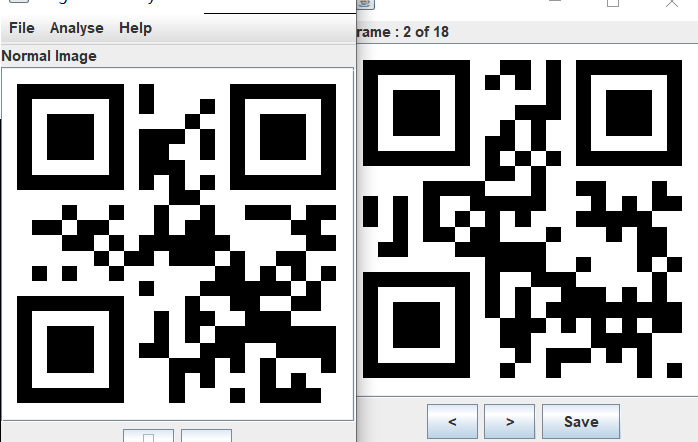 File Analyse Help
Normal Image
rame : 2 of 18
<
>
Save